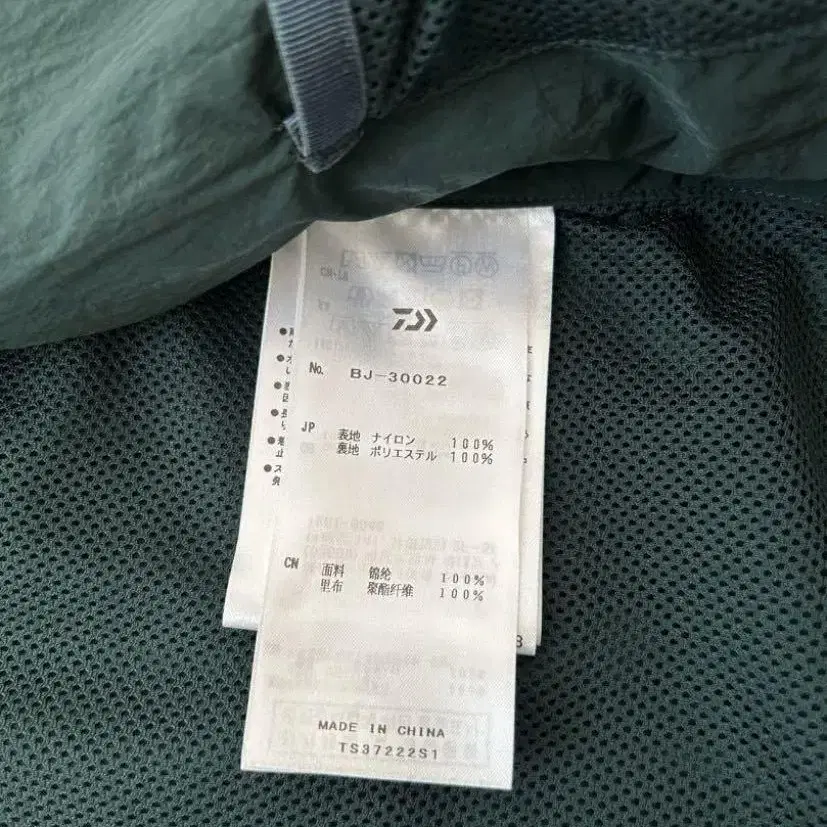 No. BJ-30022
JP 表地 ナイロン 100%
裏地 ポリエステル 100%
CN 面料 锦纶 100%
里布 聚酯纤维 100%
MADE IN CHINA
TS37222S1